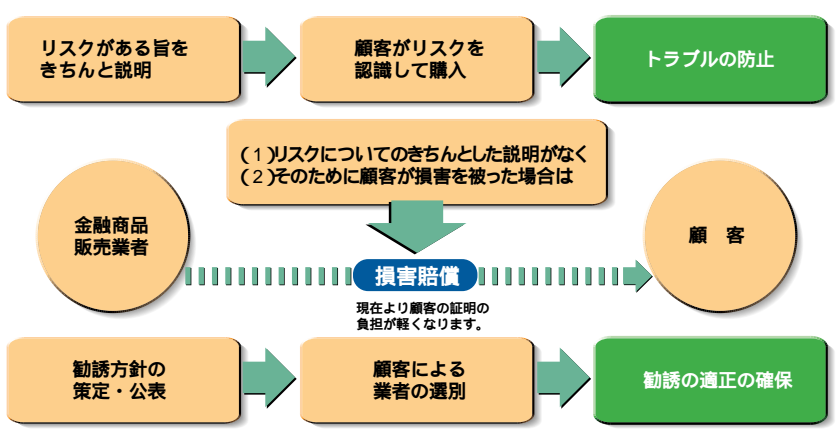 リスクがある旨を
きちんと説明
顧客がリスクを
認識して購入
トラブルの防止
(1)リスクについてのきちんとした説明がなく
(2)そのために顧客が損害を被った場合は
金融商品
販売業者
顧　客
損害賠償
現在より顧客の証明の
負担が軽くなります。
勧誘方針の
策定・公表
顧客による
業者の選別
勧誘の適正の確保